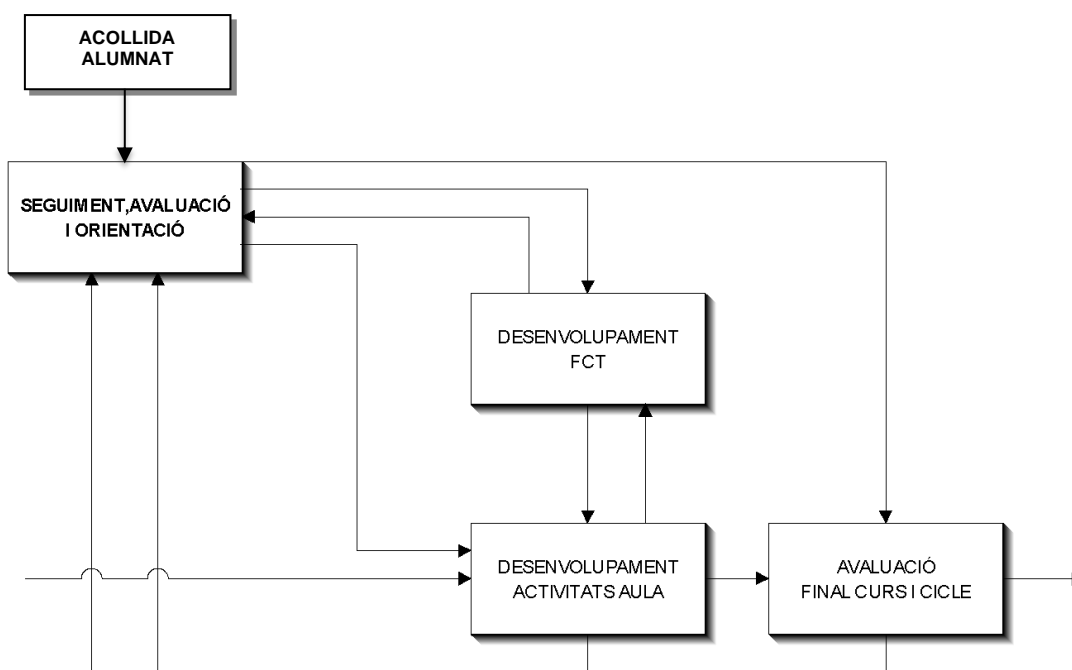 ACOLLIDA
ALUMNAT
SEGUIMENT,AVALUACIÓ
I ORIENTACIÓ
DESENVOLUPAMENT
FCT
DESENVOLUPAMENT
ACTIVITATS AULA
AVALUACIÓ
FINAL CURS I CICLE